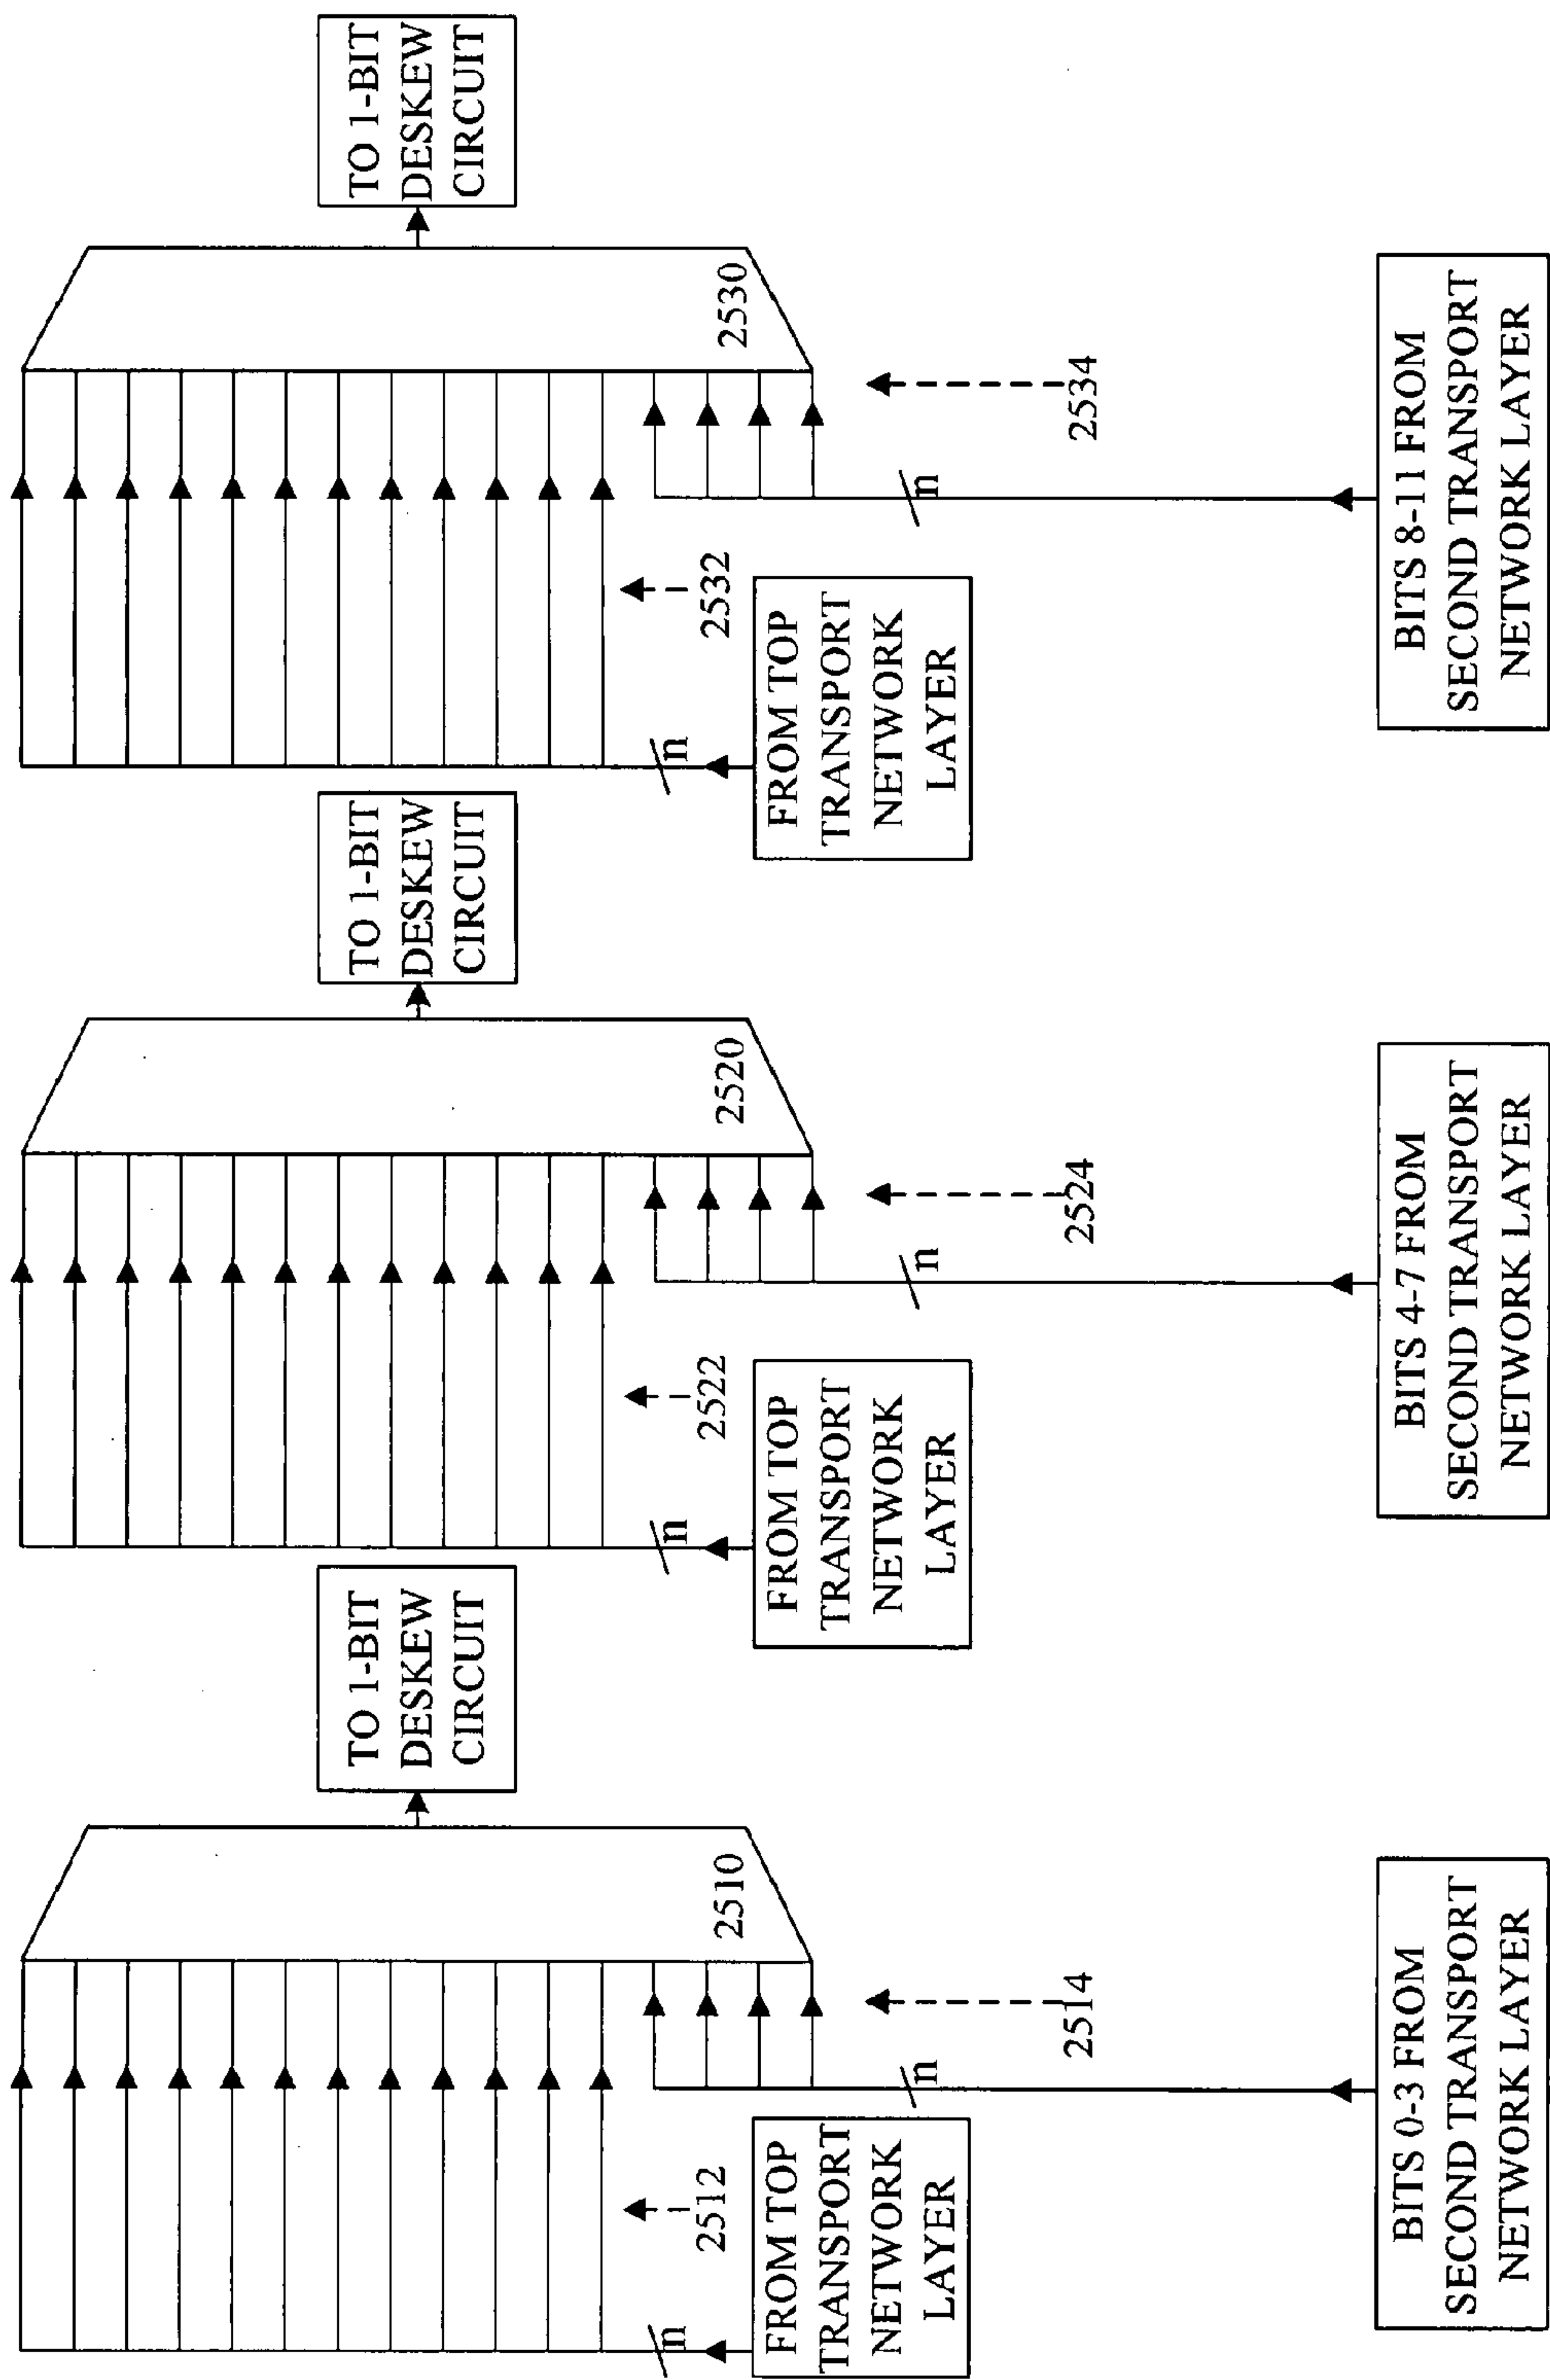 TO 1-BIT
DESKEW
CIRCUIT
2510
2512
n
FROM TOP
TRANSPORT
NETWORK
LAYER
2514
n
BITS 0-3 FROM
SECOND TRANSPORT
NETWORK LAYER
TO 1-BIT
DESKEW
CIRCUIT
2520
2522
n
FROM TOP
TRANSPORT
NETWORK
LAYER
2524
n
BITS 4-7 FROM
SECOND TRANSPORT
NETWORK LAYER
TO 1-BIT
DESKEW
CIRCUIT
2530
2532
n
FROM TOP
TRANSPORT
NETWORK
LAYER
2534
n
BITS 8-11 FROM
SECOND TRANSPORT
NETWORK LAYER